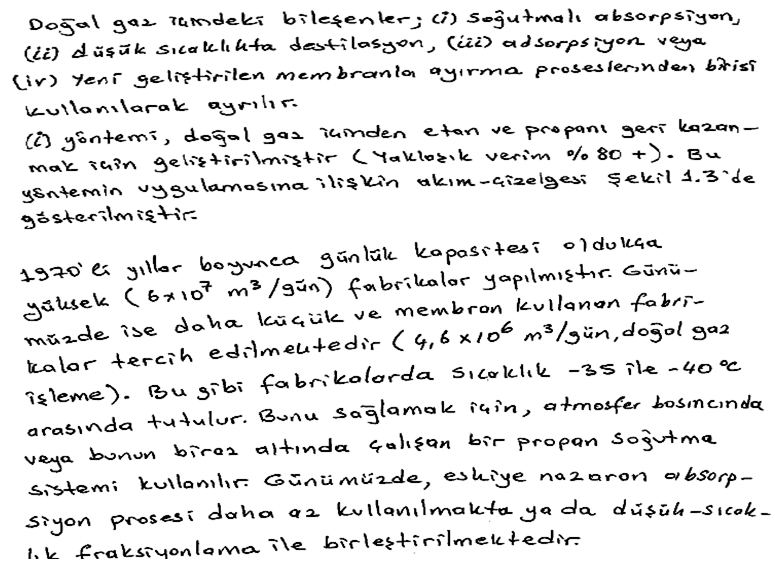 Doğal gaz içindeki bileşenler; (i) soğutmalı absorpsiyon,
(ii) düşük sıcaklıkta destilasyon, (iii) adsorpsiyon veya
(iv) yeni geliştirilen membranla ayırma proseslerinden birisi
kullanılarak ayrılır.
(i) yöntemi, doğal gaz içinden etan ve propanı geri kazan-
mak için geliştirilmiştir (Yaklaşık verim % 80 +). Bu
yöntemin uygulamasına ilişkin akım-çizelgesi Şekil 1.3'de
gösterilmiştir.
1970'li yıllar boyunca günlük kapasitesi oldukça
yüksek (6x10⁷ m³/gün) fabrikalar yapılmıştır. Günü-
müzde ise daha küçük ve membran kullanan fabri-
kalar tercih edilmektedir (4,6 x10⁶ m³/gün, doğal gaz
işleme). Bu gibi fabrikalarda sıcaklık -35 ile -40 °C
arasında tutulur. Bunu sağlamak için, atmosfer basıncında
veya bunun biraz altında çalışan bir propan soğutma
sistemi kullanılır. Günümüzde, eskiye nazaran absorp-
siyon prosesi daha az kullanılmakta ya da düşük-sıcak-
lık fraksiyonlama ile birleştirilmektedir.